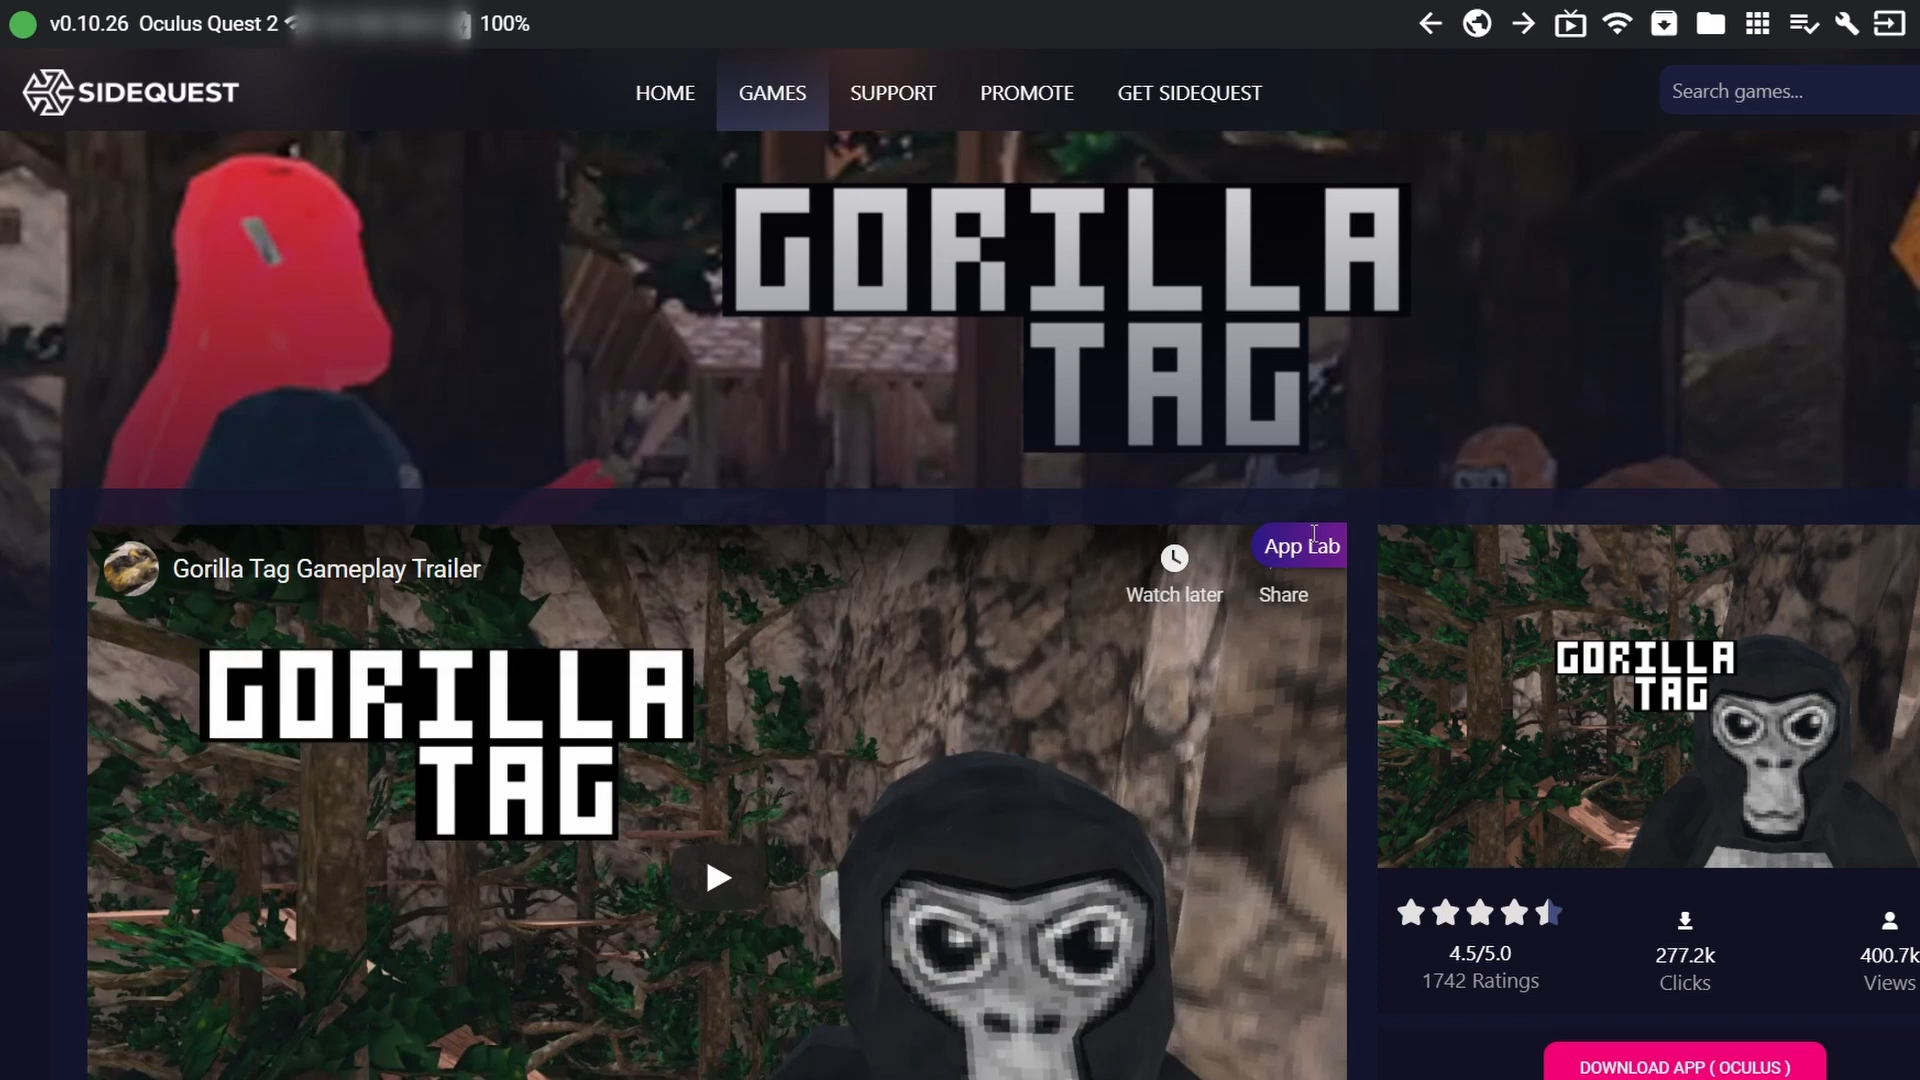 v0.10.26 Oculus Quest 2 100%
SIDEQUEST
HOME GAMES SUPPORT PROMOTE GET SIDEQUEST
Search games...
GORILLA
TAG
Gorilla Tag Gameplay Trailer
Watch later
App Lab
Share
GORILLA
TAG
GORILLA
TAG
4.5/5.0
1742 Ratings
277.2k
Clicks
400.7k
Views
DOWNLOAD APP ( OCULUS )